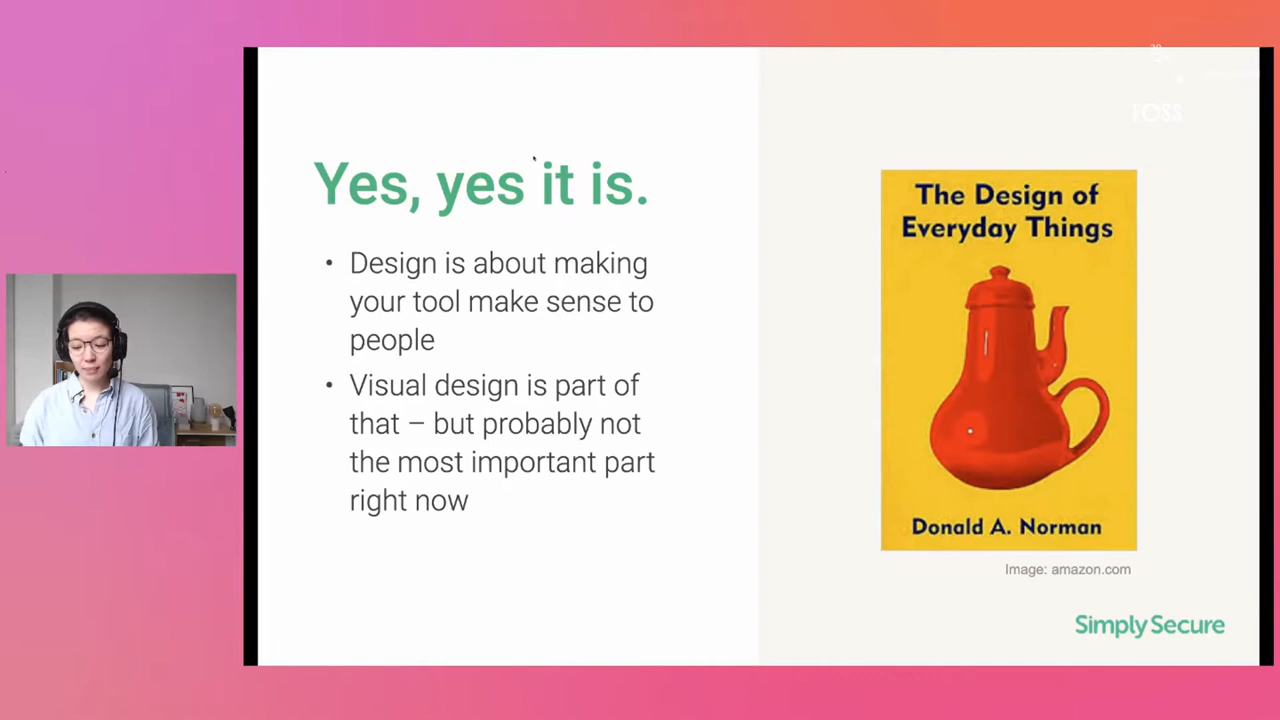 FOSS
Yes, yes it is.
• Design is about making
your tool make sense to
people
• Visual design is part of
that – but probably not
the most important part
right now
The Design of
Everyday Things
Donald A. Norman
Image: amazon.com
Simply Secure